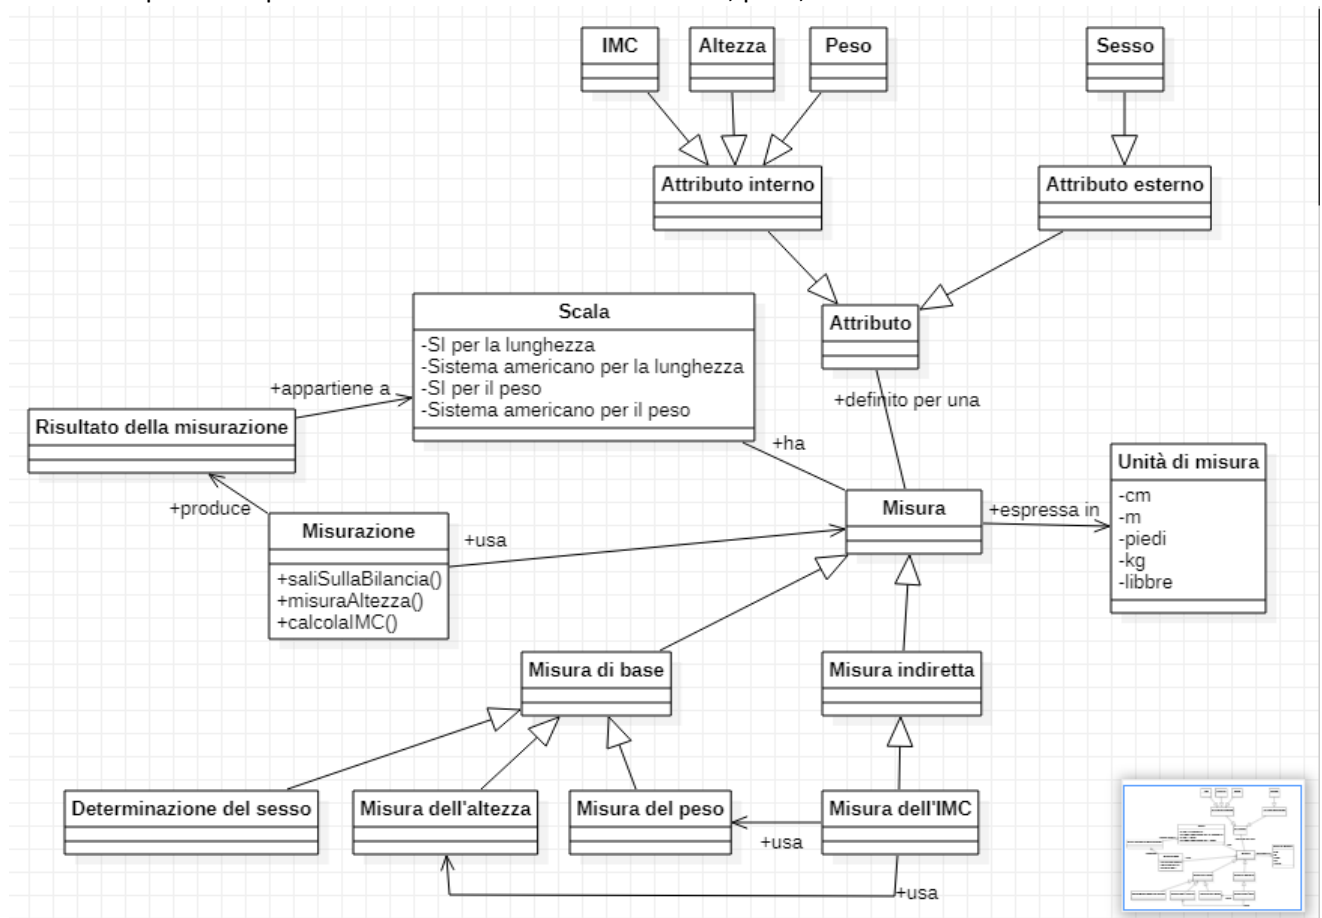 IMC
Altezza
Peso
Sesso
Attributo interno
Attributo esterno
Scala
-SI per la lunghezza
-Sistema americano per la lunghezza
-SI per il peso
-Sistema americano per il peso
Attributo
+appartiene a
+definito per una
Risultato della misurazione
+ha
Unità di misura
-cm
-m
-piedi
-kg
-libbre
+produce
Misura
+espressa in
Misurazione
+saliSullaBilancia()
+misuraAltezza()
+calcolaIMC()
+usa
Misura di base
Misura indiretta
Determinazione del sesso
Misura dell'altezza
Misura del peso
Misura dell'IMC
+usa
+usa